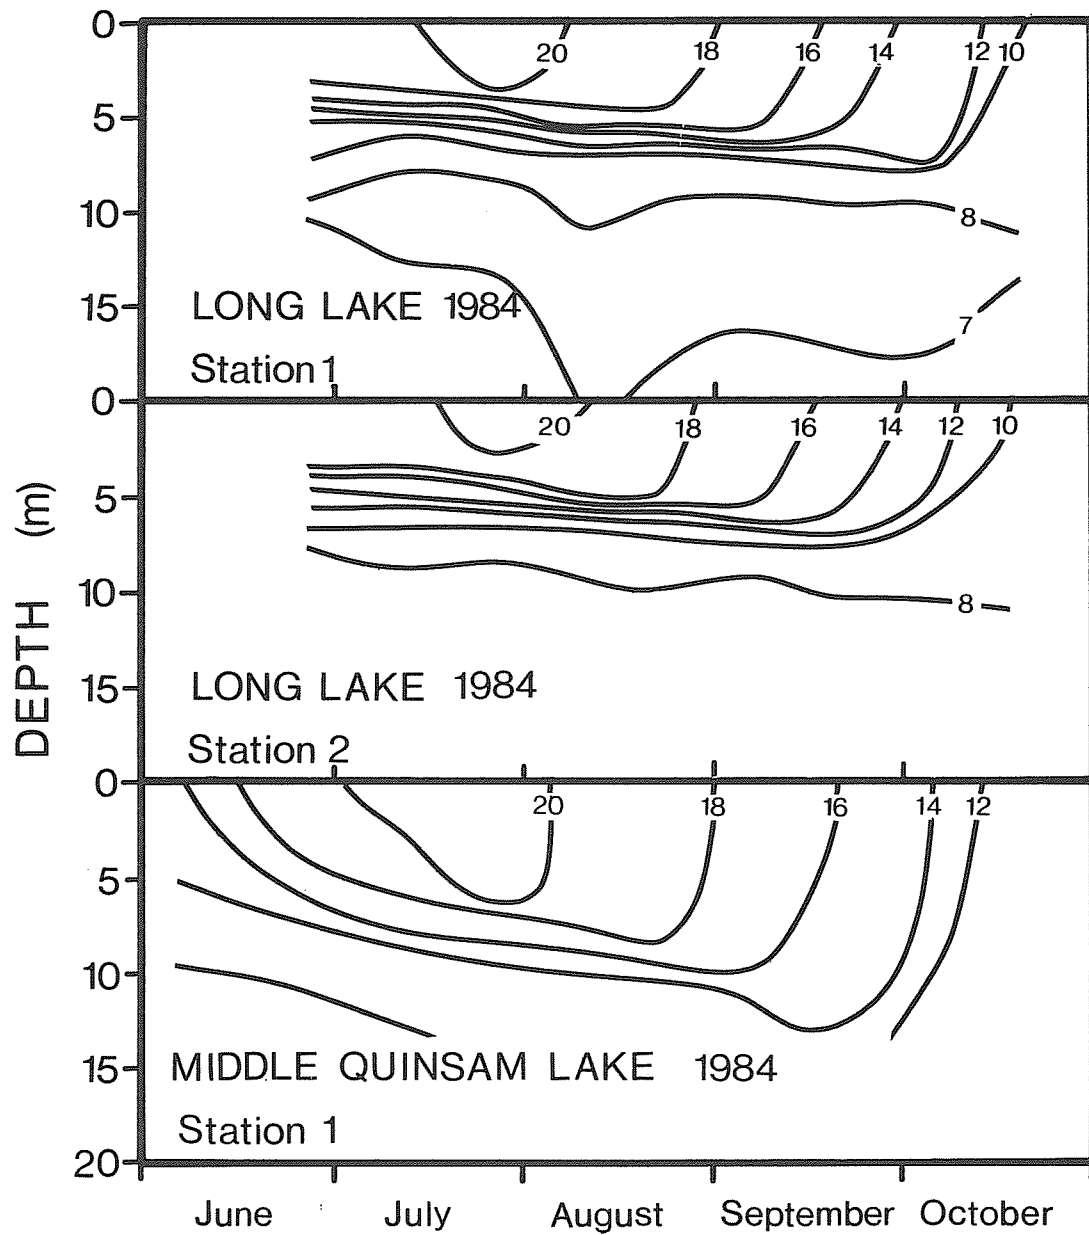 0
20 18 16 14 12 10
5
10
8
15
LONG LAKE 1984
7
Station 1
0
20 18 16 14 12 10
5
10
8
15
LONG LAKE 1984
Station 2
0
20 18 16 14 12
5
10
15
MIDDLE QUINSAM LAKE 1984
Station 1
20
June July August September October
DEPTH (m)